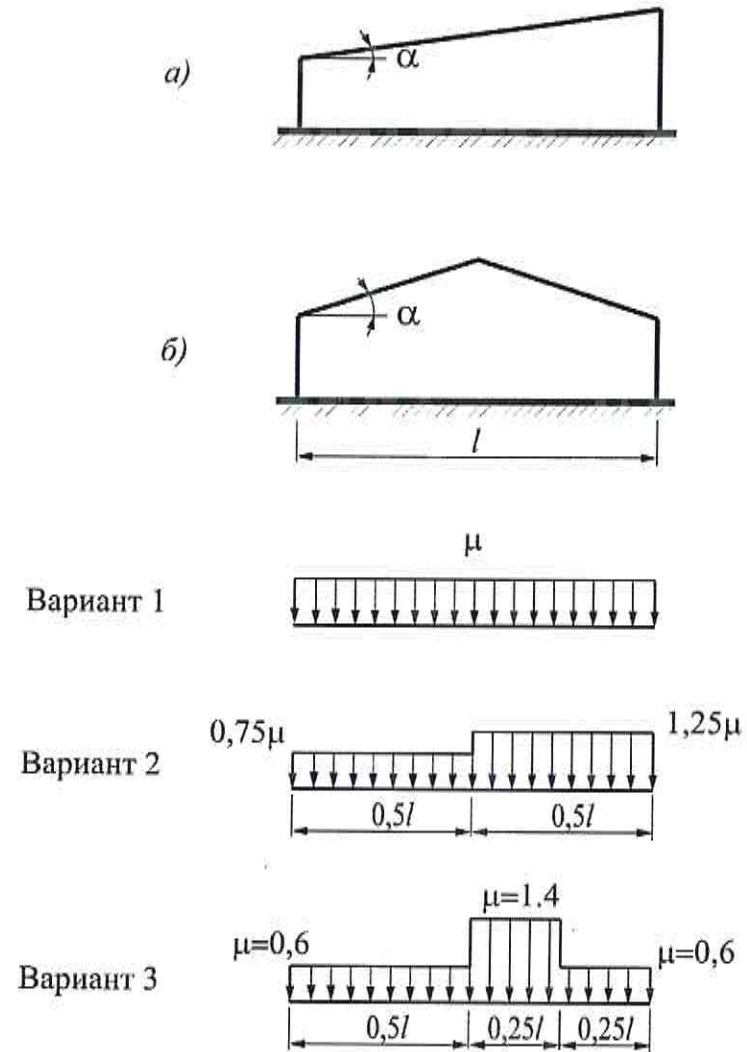 а)
α
б)
α
l
μ
Вариант 1
0,75μ
1,25μ
Вариант 2
0,5l
0,5l
μ=1.4
μ=0,6
μ=0,6
Вариант 3
0,5l
0,25l
0,25l